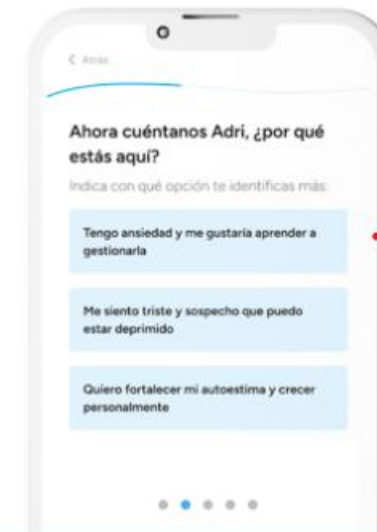 Atrás
Ahora cuéntanos Adri, ¿por qué
estás aquí?
Indica con qué opción te identificas más:
Tengo ansiedad y me gustaría aprender a
gestionarla
Me siento triste y sospecho que puedo
estar deprimido
Quiero fortalecer mi autoestima y crecer
personalmente